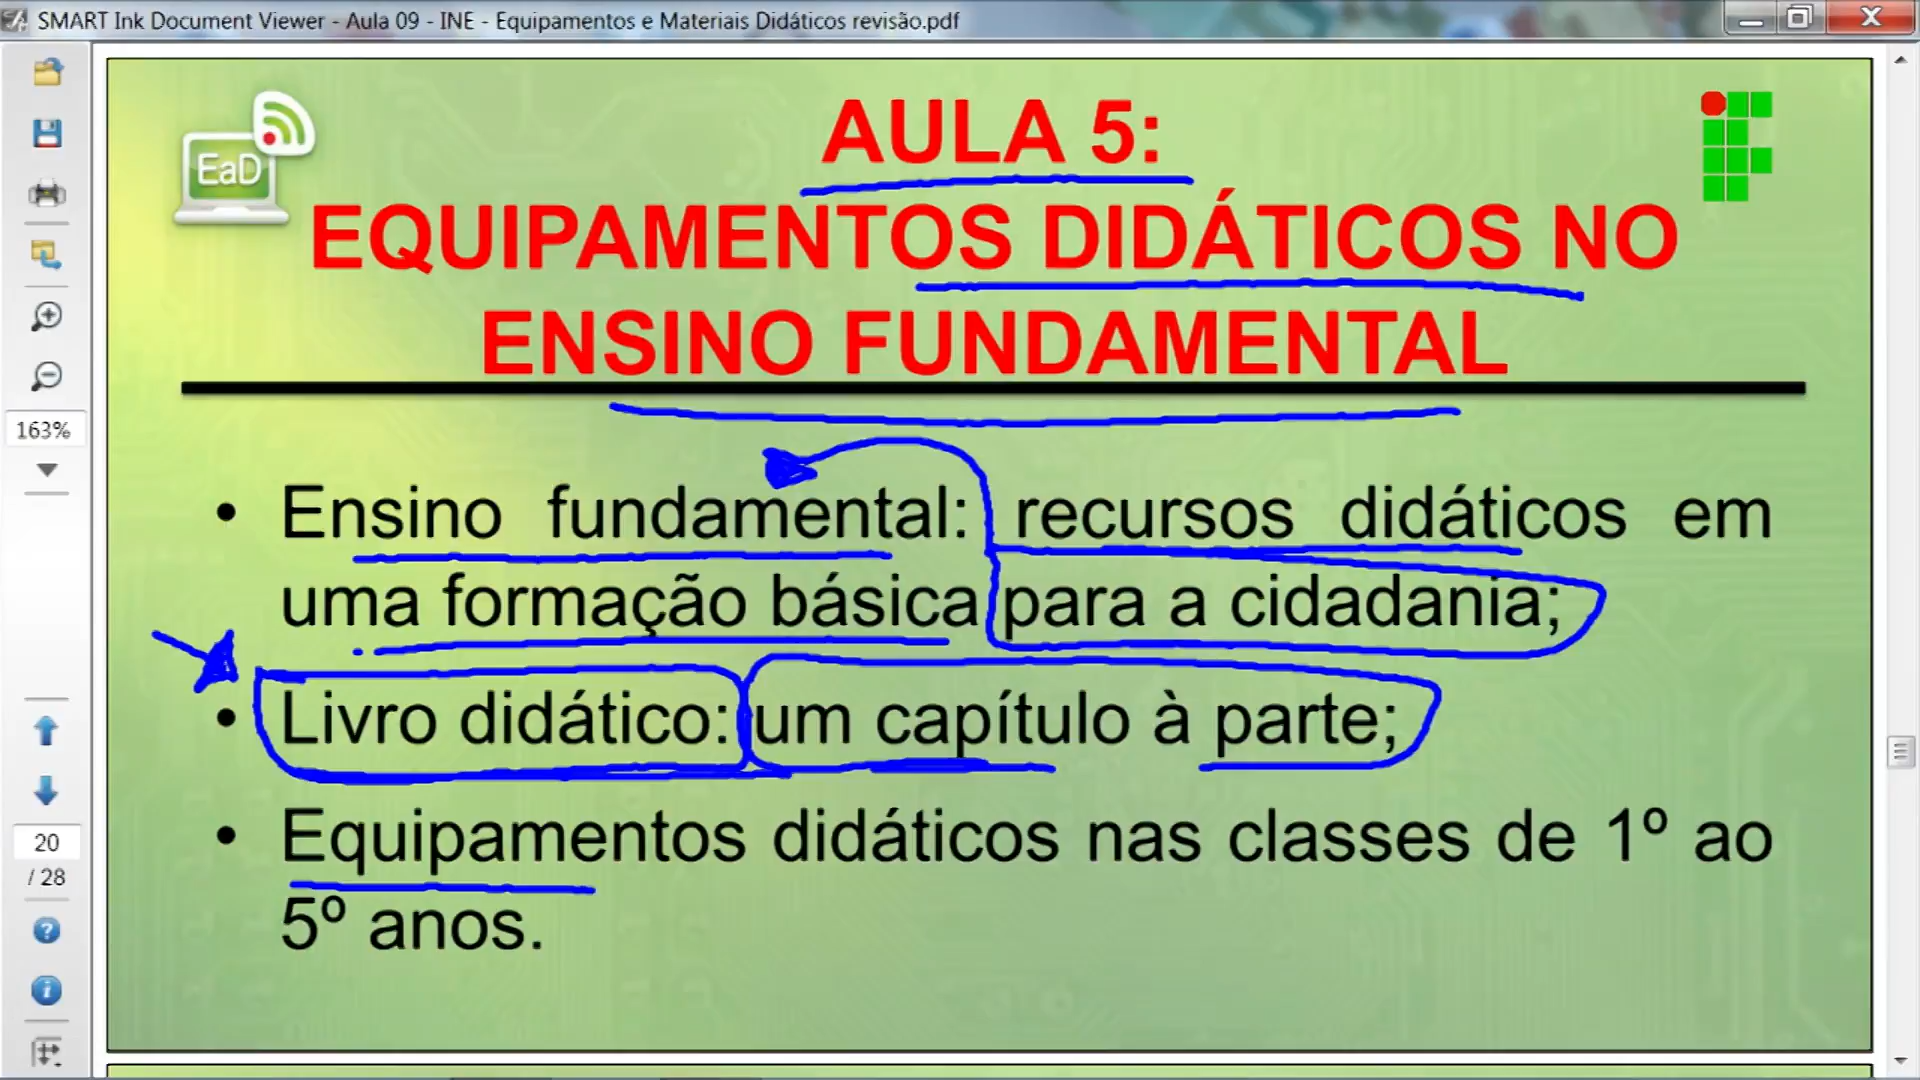 SMART Ink Document Viewer - Aula 09 - INE - Equipamentos e Materiais Didáticos revisão.pdf
EaD
AULA 5:
EQUIPAMENTOS DIDÁTICOS NO
ENSINO FUNDAMENTAL
163%
• Ensino fundamental: recursos didáticos em
uma formação básica para a cidadania;
• Livro didático: um capítulo à parte;
• Equipamentos didáticos nas classes de 1º ao
5º anos.
20
/ 28